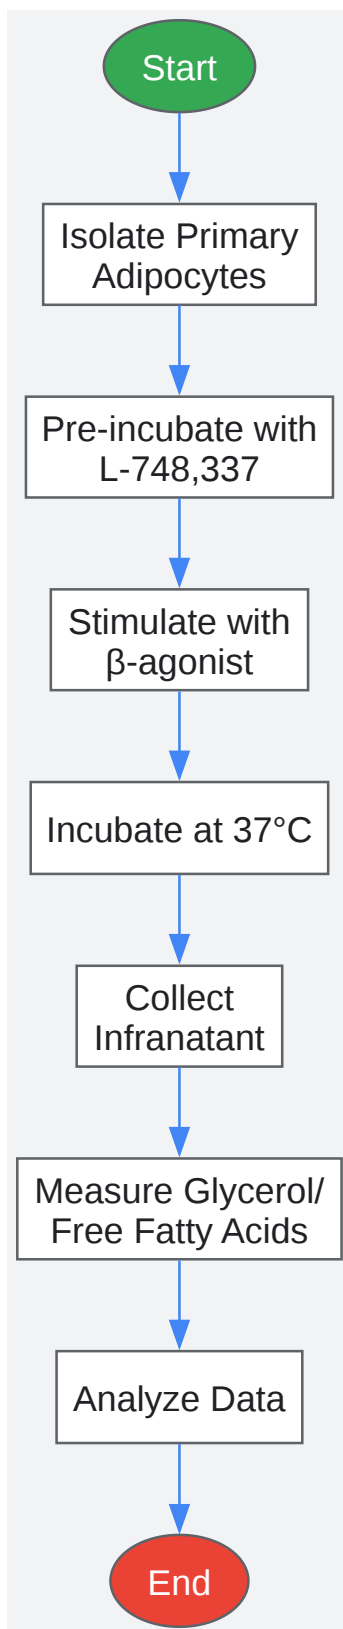 Start
Isolate Primary
Adipocytes
Pre-incubate with
L-748,337
Stimulate with
β-agonist
Incubate at 37°C
Collect
Infranatant
Measure Glycerol/
Free Fatty Acids
Analyze Data
End